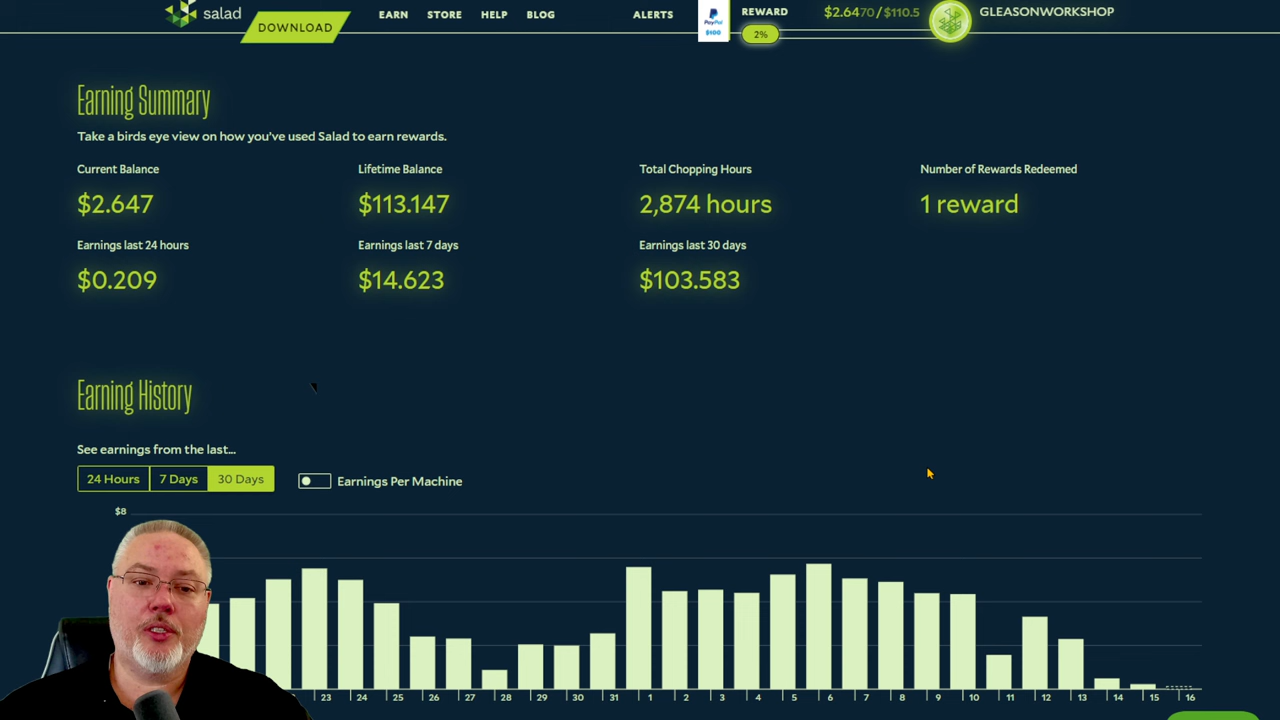 salad
DOWNLOAD
EARN STORE HELP BLOG
ALERTS
PayPal
$100
REWARD
2%
$2.6470/$110.5
GLEASONWORKSHOP
Earning Summary
Take a birds eye view on how you've used Salad to earn rewards.
Current Balance Lifetime Balance Total Chopping Hours Number of Rewards Redeemed
$2.647 $113.147 2,874 hours 1 reward
Earnings last 24 hours Earnings last 7 days Earnings last 30 days
$0.209 $14.623 $103.583
Earning History
See earnings from the last...
24 Hours 7 Days 30 Days Earnings Per Machine
$8
23 24 25 26 27 28 29 30 31 1 2 3 4 5 6 7 8 9 10 11 12 13 14 15 16